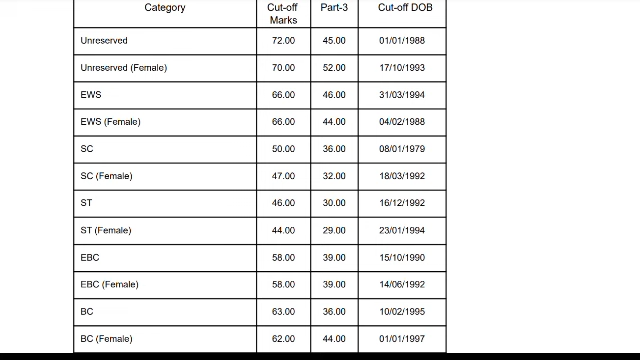 Category Cut-off Marks Part-3 Cut-off DOB
Unreserved 72.00 45.00 01/01/1988
Unreserved (Female) 70.00 52.00 17/10/1993
EWS 66.00 46.00 31/03/1994
EWS (Female) 66.00 44.00 04/02/1988
SC 50.00 36.00 08/01/1979
SC (Female) 47.00 32.00 18/03/1992
ST 46.00 30.00 16/12/1992
ST (Female) 44.00 29.00 23/01/1994
EBC 58.00 39.00 15/10/1990
EBC (Female) 58.00 39.00 14/06/1992
BC 63.00 36.00 10/02/1995
BC (Female) 62.00 44.00 01/01/1997